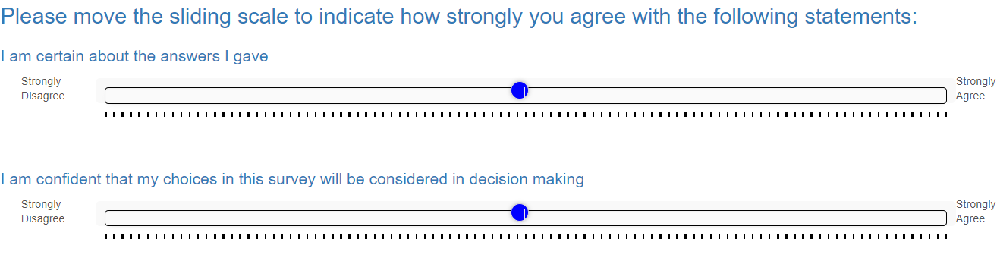 Please move the sliding scale to indicate how strongly you agree with the following statements:
I am certain about the answers I gave
Strongly
Disagree
Strongly
Agree
I am confident that my choices in this survey will be considered in decision making
Strongly
Disagree
Strongly
Agree